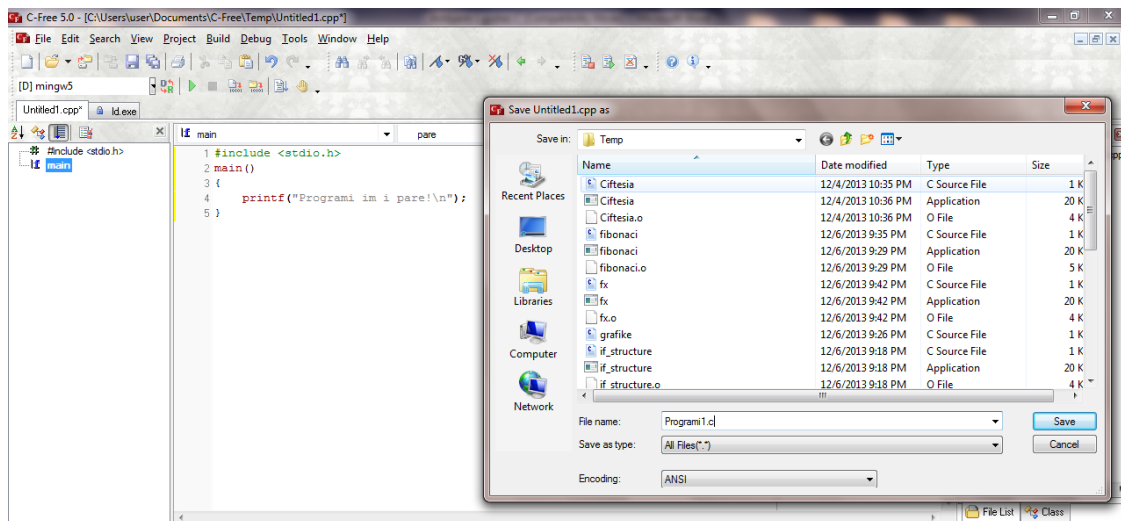 C-Free 5.0 - [C:\Users\user\Documents\C-Free\Temp\Untitled1.cpp*]
File Edit Search View Project Build Debug Tools Window Help
[D] mingw5
Untitled1.cpp* ld.exe
#include <stdio.h>
main
main pare
1 #include <stdio.h>
2 main()
3 {
4 printf("Programi im i pare!\n");
5 }
Save Untitled1.cpp as
Save in: Temp
Recent Places
Desktop
Libraries
Computer
Network
Name Date modified Type Size
Ciftesia 12/4/2013 10:35 PM C Source File 1 K
Ciftesia 12/4/2013 10:36 PM Application 20 K
Ciftesia.o 12/4/2013 10:36 PM O File 4 K
fibonaci 12/6/2013 9:35 PM C Source File 1 K
fibonaci 12/6/2013 9:29 PM Application 20 K
fibonaci.o 12/6/2013 9:29 PM O File 5 K
fx 12/6/2013 9:42 PM C Source File 1 K
fx 12/6/2013 9:42 PM Application 20 K
fx.o 12/6/2013 9:42 PM O File 4 K
grafike 12/6/2013 9:26 PM C Source File 1 K
if_structure 12/6/2013 9:18 PM C Source File 1 K
if_structure 12/6/2013 9:18 PM Application 20 K
if_structure.o 12/6/2013 9:18 PM O File 4 K
File name: Programi1.c
Save
Save as type: All Files(*.*)
Cancel
Encoding: ANSI
File List Class